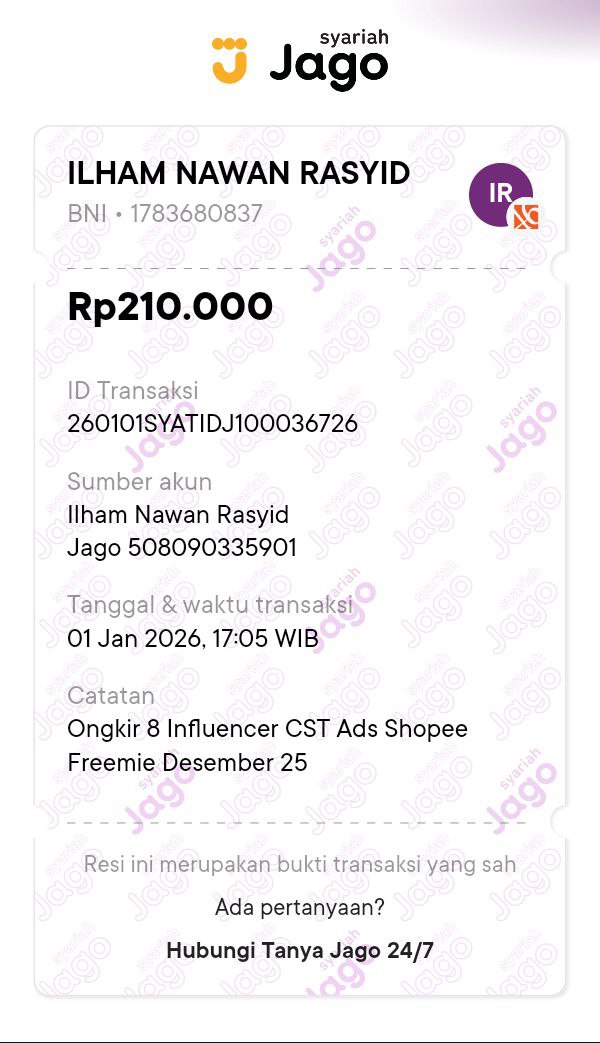 syariah
Jago
ILHAM NAWAN RASYID
BNI • 1783680837
IR
Rp210.000
ID Transaksi
260101SYATIDJ100036726
Sumber akun
Ilham Nawan Rasyid
Jago 508090335901
Tanggal & waktu transaksi
01 Jan 2026, 17:05 WIB
Catatan
Ongkir 8 Influencer CST Ads Shopee
Freemie Desember 25
Resi ini merupakan bukti transaksi yang sah
Ada pertanyaan?
Hubungi Tanya Jago 24/7